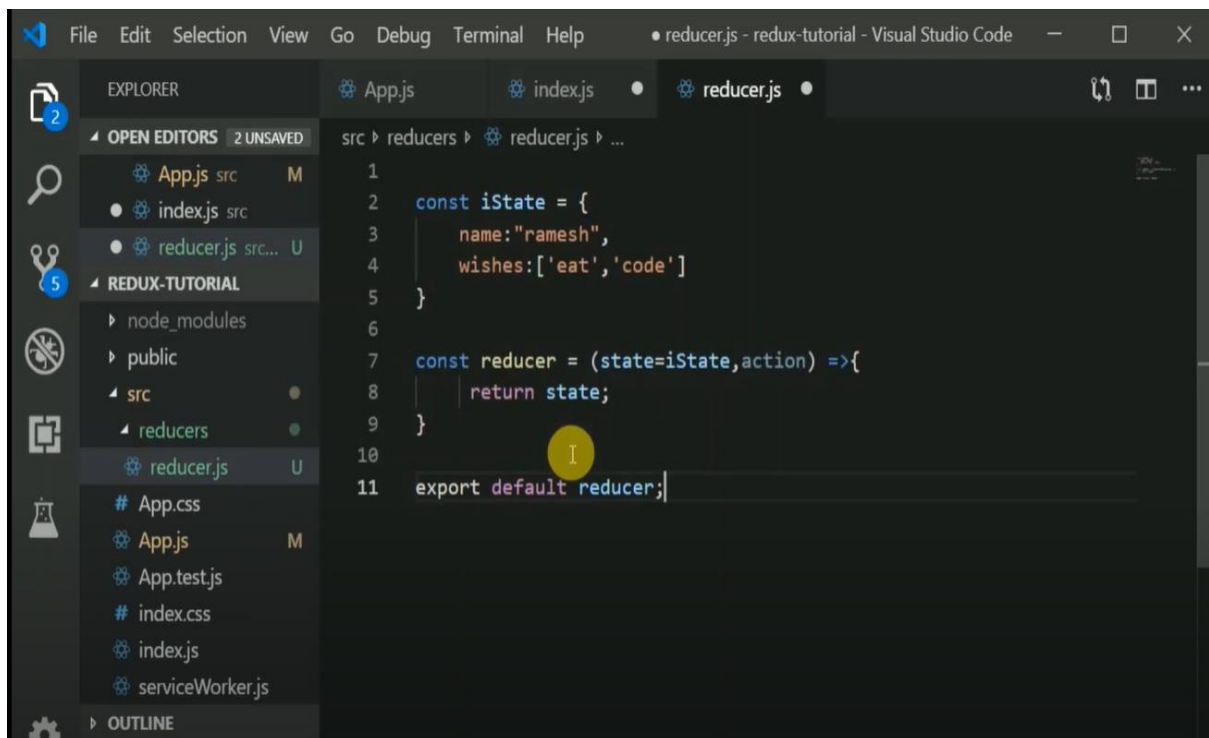 File Edit Selection View Go Debug Terminal Help ● reducer.js - redux-tutorial - Visual Studio Code
EXPLORER
App.js index.js reducer.js
2
OPEN EDITORS 2 UNSAVED
src reducers reducer.js ...
App.js src M
index.js src
reducer.js src... U
5
REDUX-TUTORIAL
node_modules
public
src
reducers
reducer.js U
# App.css
App.js M
App.test.js
# index.css
index.js
serviceWorker.js
OUTLINE
1
2 const iState = {
3 name:"ramesh",
4 wishes:['eat','code']
5 }
6
7 const reducer = (state=iState,action) =>{
8 return state;
9 }
10
11 export default reducer;